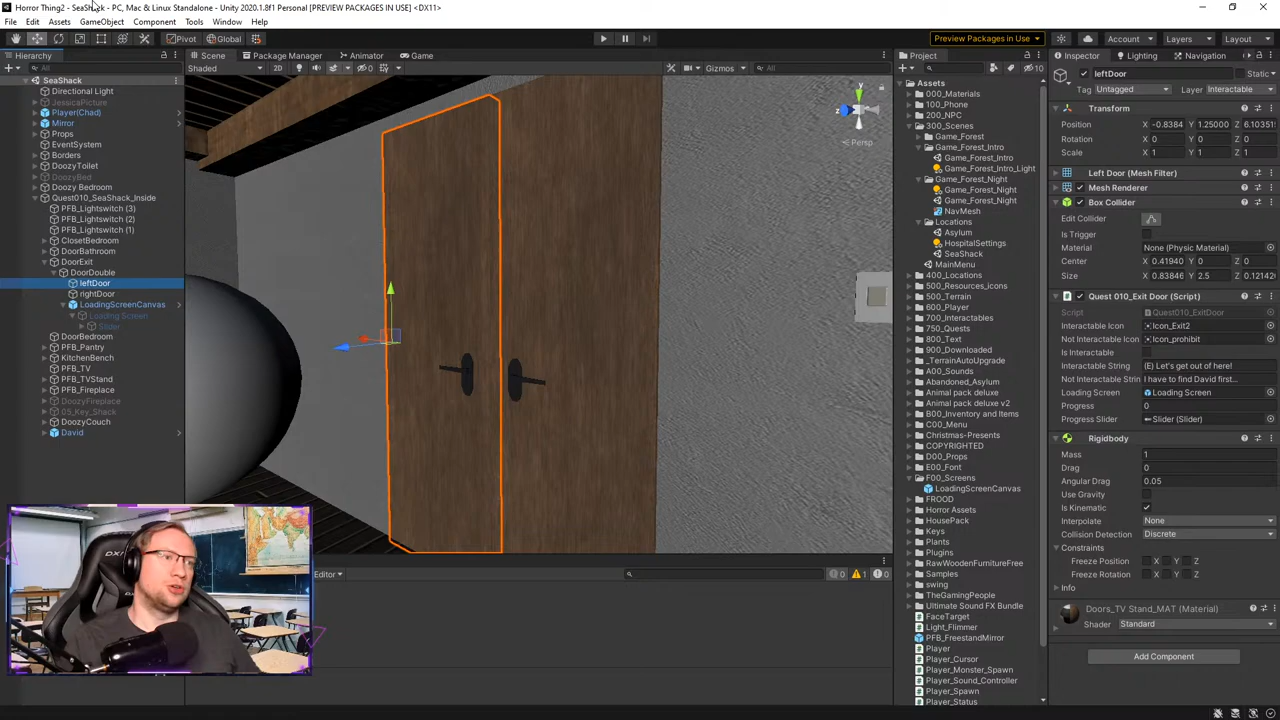 Horror Thing2 - SeaShack - PC, Mac & Linux Standalone - Unity 2020.1.8f1 Personal [PREVIEW PACKAGES IN USE] <DX11>
File Edit Assets GameObject Component Tools Window Help
Pivot Global Preview Packages in Use Account Layers Layout
Hierarchy
All
SeaShack
Directional Light
JessicaPicture
Player(Chad)
Mirror
Props
EventSystem
Borders
DoozyToilet
DoozyBed
Doozy Bedroom
Quest010_SeaShack_Inside
PFB_Lightswitch (3)
PFB_Lightswitch (2)
PFB_Lightswitch (1)
ClosetBedroom
DoorBathroom
DoorExit
DoorDouble
leftDoor
rightDoor
LoadingScreenCanvas
Loading Screen
Slider
DoorBedroom
PFB_Pantry
KitchenBench
PFB_TV
PFB_TVStand
PFB_Fireplace
DoozyFireplace
05_Key_Shack
DoozyCouch
David
Scene Package Manager Animator Game
Shaded 2D 0 Gizmos All
y
z
Persp
Editor 0 1 0
Project
10
Assets
000_Materials
100_Phone
200_NPC
300_Scenes
Game_Forest
Game_Forest_Intro
Game_Forest_Intro
Game_Forest_Intro_Light
Game_Forest_Night
Game_Forest_Night
Game_Forest_Night
NavMesh
Locations
Asylum
HospitalSettings
SeaShack
MainMenu
400_Locations
500_Resources_icons
500_Terrain
600_Player
700_Interactables
750_Quests
800_Text
900_Downloaded
_TerrainAutoUpgrade
A00_Sounds
Abandoned_Asylum
Animal pack deluxe
Animal pack deluxe v2
B00_Inventory and Items
C00_Menu
Christmas-Presents
COPYRIGHTED
D00_Props
E00_Font
F00_Screens
LoadingScreenCanvas
FROOD
Horror Assets
HousePack
Keys
Plants
Plugins
RawWoodenFurnitureFree
Samples
swing
TheGamingPeople
Ultimate Sound FX Bundle
FaceTarget
Light_Flimmer
PFB_FreestandMirror
Player
Player_Cursor
Player_Monster_Spawn
Player_Sound_Controller
Player_Spawn
Player_Status
Inspector Lighting Navigation
leftDoor Static
Tag Untagged Layer Interactable
Transform
Position X -0.8384 Y 1.25000 Z 6.10351
Rotation X 0 Y 0 Z 0
Scale X 1 Y 1 Z 1
Left Door (Mesh Filter)
Mesh Renderer
Box Collider
Edit Collider
Is Trigger
Material None (Physic Material)
Center X 0.41940 Y 0 Z 0
Size X 0.83846 Y 2.5 Z 0.121420
Quest 010_Exit Door (Script)
Script Quest010_ExitDoor
Interactable Icon Icon_Exit2
Not Interactable Icon Icon_prohibit
Is Interactable
Interactable String (E) Let's get out of here!
Not Interactable Strin I have to find David first...
Loading Screen Loading Screen
Progress 0
Progress Slider Slider (Slider)
Rigidbody
Mass 1
Drag 0
Angular Drag 0.05
Use Gravity
Is Kinematic
Interpolate None
Collision Detection Discrete
Constraints
Freeze Position X Y Z
Freeze Rotation X Y Z
Info
Doors_TV Stand_MAT (Material)
Shader Standard
Add Component